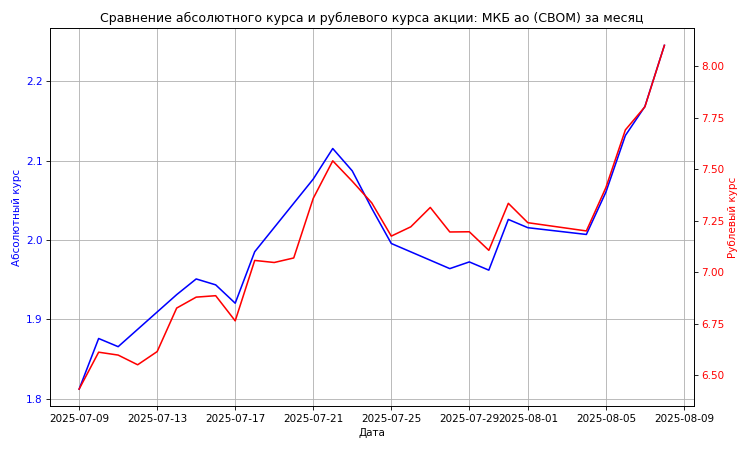 Сравнение абсолютного курса и рублевого курса акции: МКБ ао (CBOM) за месяц
Абсолютный курс
2.2
2.1
2.0
1.9
1.8
8.00
7.75
7.50
7.25
7.00
6.75
6.50
Рублевый курс
2025-07-09 2025-07-13 2025-07-17 2025-07-21 2025-07-25 2025-07-29 2025-08-01 2025-08-05 2025-08-09
Дата